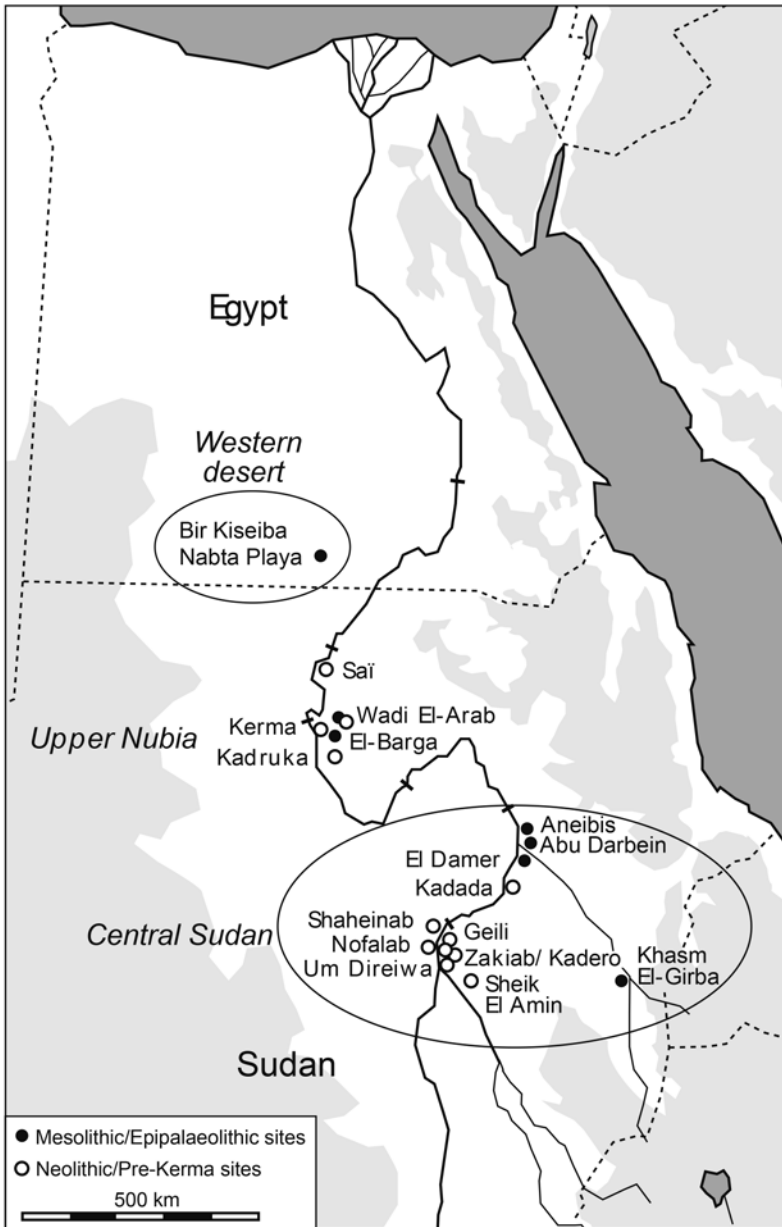 Egypt
Western
desert
Bir Kiseiba
Nabta Playa
Saï
Wadi El-Arab
Kerma
El-Barga
Upper Nubia
Kadruka
Aneibis
Abu Darbein
El Damer
Kadada
Shaheinab
Geili
Central Sudan
Nofalab
Zakiab/ Kadero
Khasm
El-Girba
Um Direiwa
Sheik
El Amin
Sudan
Mesolithic/Epipalaeolithic sites
Neolithic/Pre-Kerma sites
500 km